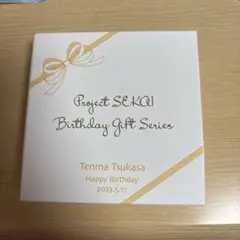 Project SEKAI
Birthday Gift Series
Tenma Tsukasa
Happy Birthday
2023.5.17